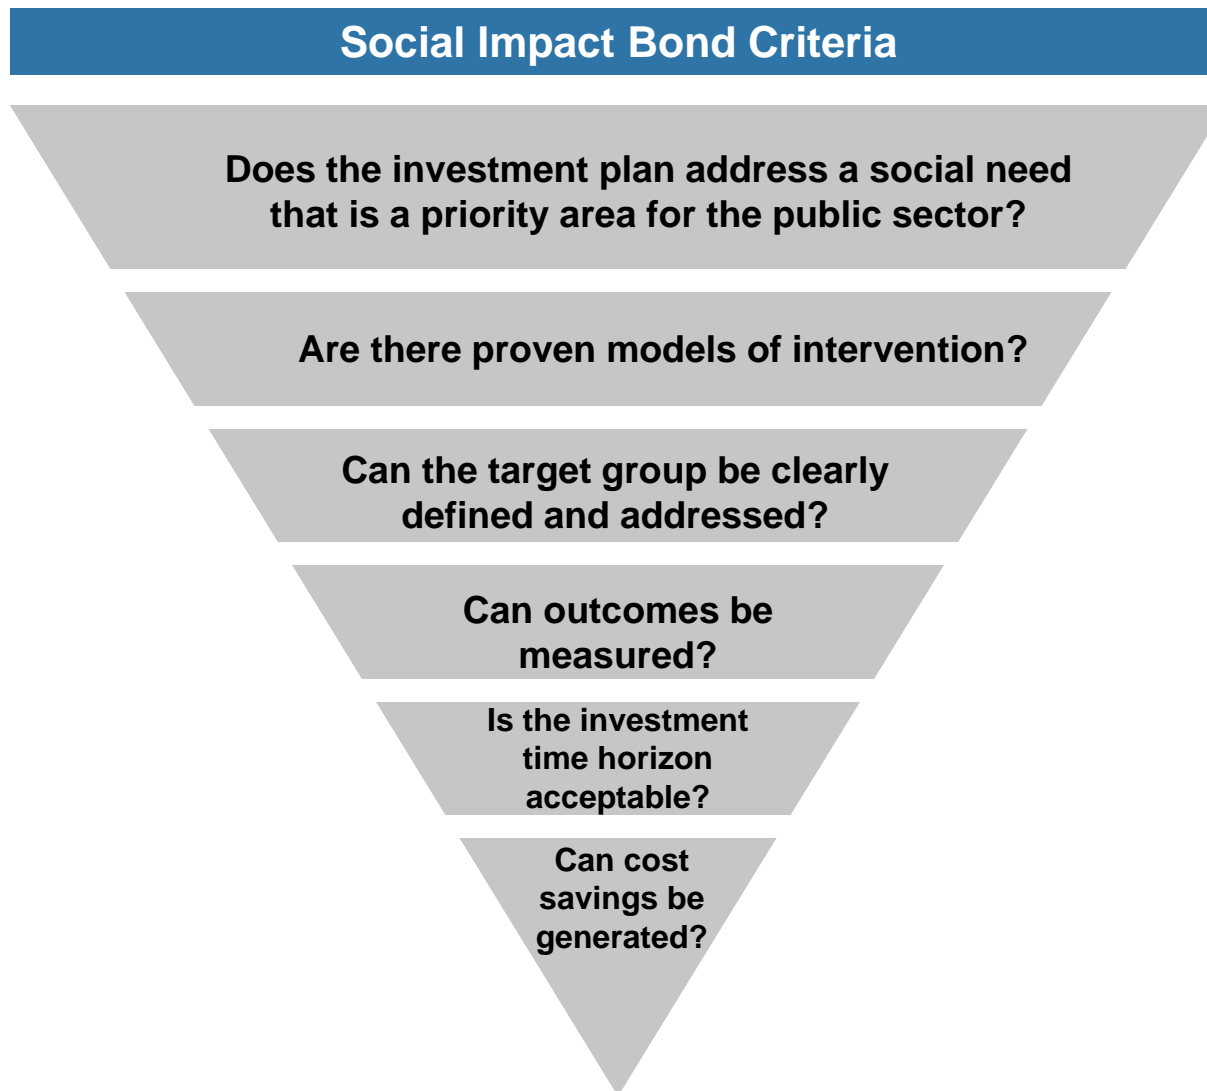 Social Impact Bond Criteria
Does the investment plan address a social need
that is a priority area for the public sector?
Are there proven models of intervention?
Can the target group be clearly
defined and addressed?
Can outcomes be
measured?
Is the investment
time horizon
acceptable?
Can cost
savings be
generated?